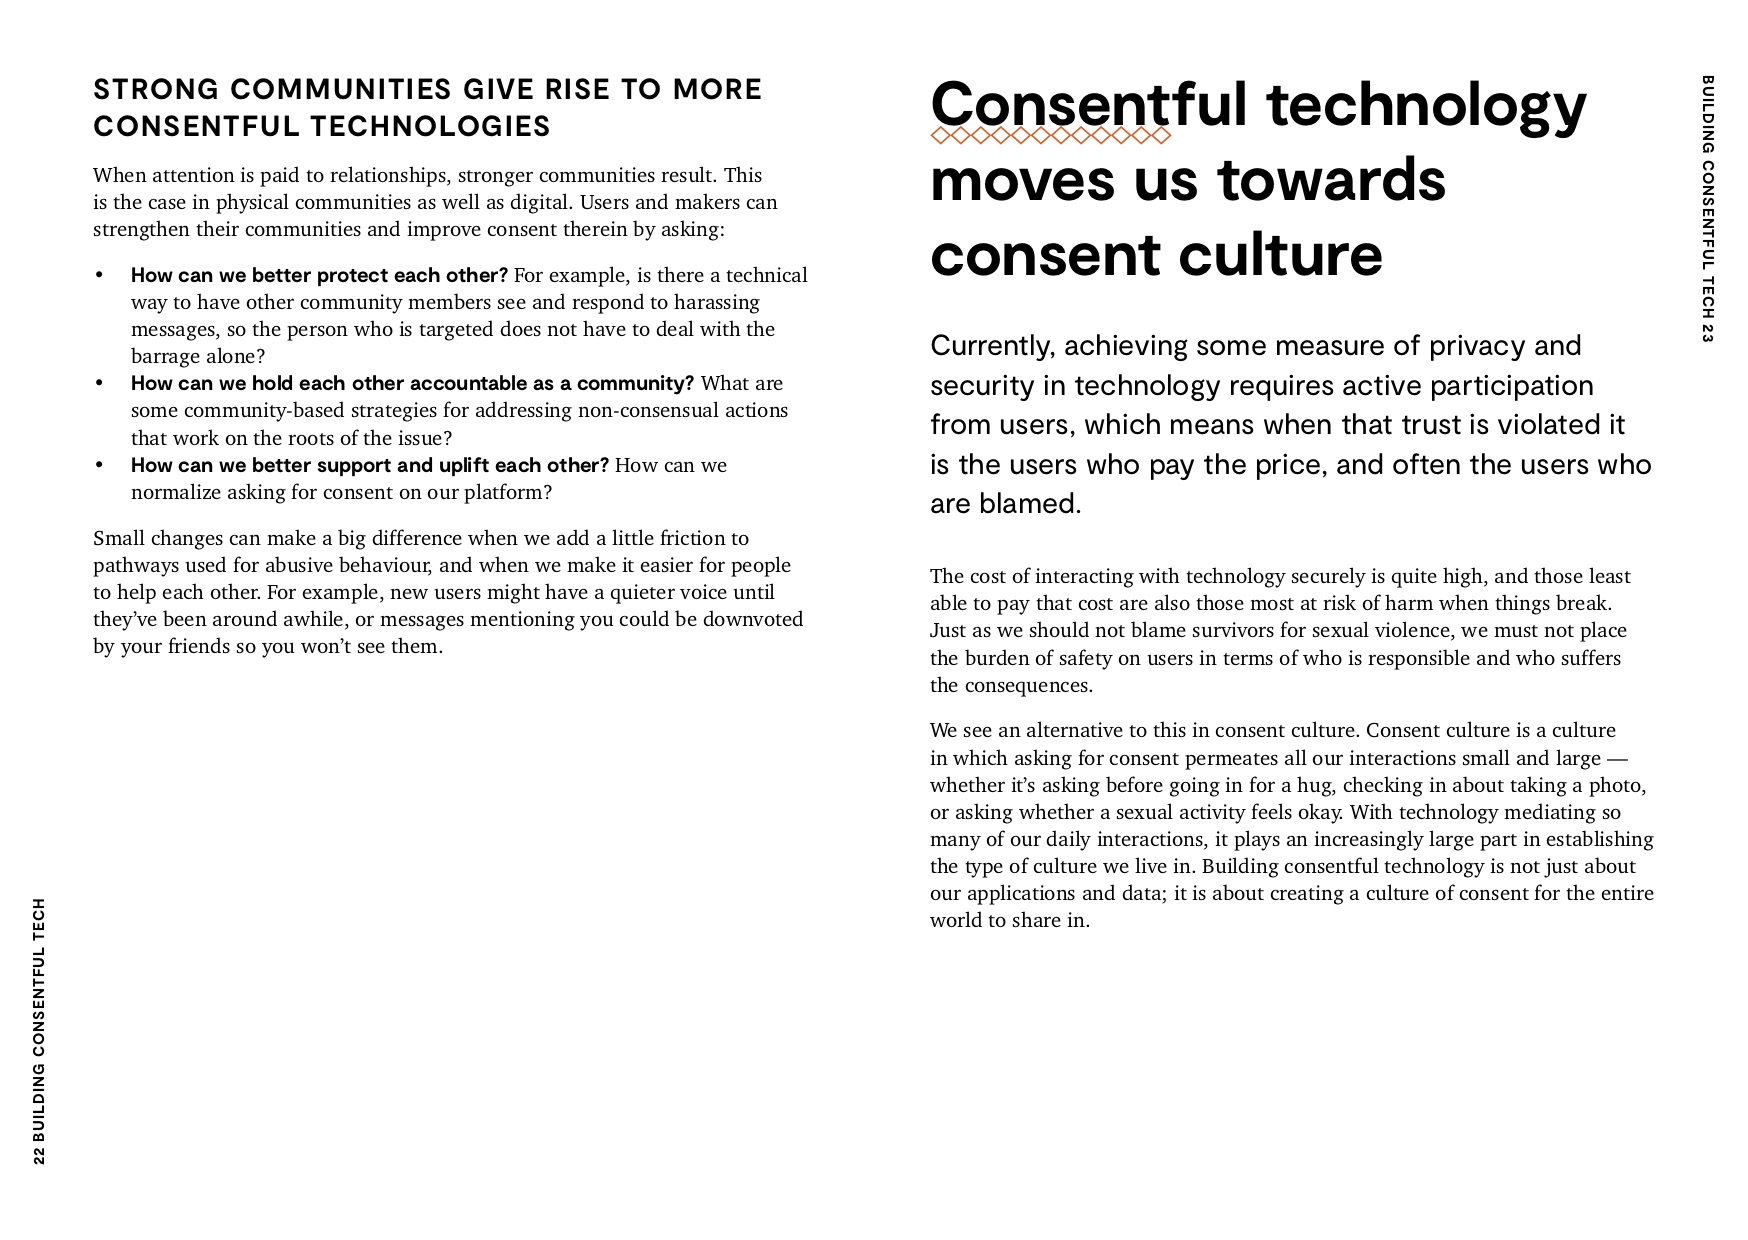 STRONG COMMUNITIES GIVE RISE TO MORE
CONSENTFUL TECHNOLOGIES
When attention is paid to relationships, stronger communities result. This
is the case in physical communities as well as digital. Users and makers can
strengthen their communities and improve consent therein by asking:
• How can we better protect each other? For example, is there a technical
way to have other community members see and respond to harassing
messages, so the person who is targeted does not have to deal with the
barrage alone?
• How can we hold each other accountable as a community? What are
some community-based strategies for addressing non-consensual actions
that work on the roots of the issue?
• How can we better support and uplift each other? How can we
normalize asking for consent on our platform?
Small changes can make a big difference when we add a little friction to
pathways used for abusive behaviour, and when we make it easier for people
to help each other. For example, new users might have a quieter voice until
they’ve been around awhile, or messages mentioning you could be downvoted
by your friends so you won’t see them.
22 BUILDING CONSENTFUL TECH
Consentful technology
moves us towards
consent culture
Currently, achieving some measure of privacy and
security in technology requires active participation
from users, which means when that trust is violated it
is the users who pay the price, and often the users who
are blamed.
The cost of interacting with technology securely is quite high, and those least
able to pay that cost are also those most at risk of harm when things break.
Just as we should not blame survivors for sexual violence, we must not place
the burden of safety on users in terms of who is responsible and who suffers
the consequences.
We see an alternative to this in consent culture. Consent culture is a culture
in which asking for consent permeates all our interactions small and large —
whether it’s asking before going in for a hug, checking in about taking a photo,
or asking whether a sexual activity feels okay. With technology mediating so
many of our daily interactions, it plays an increasingly large part in establishing
the type of culture we live in. Building consentful technology is not just about
our applications and data; it is about creating a culture of consent for the entire
world to share in.
BUILDING CONSENTFUL TECH 23